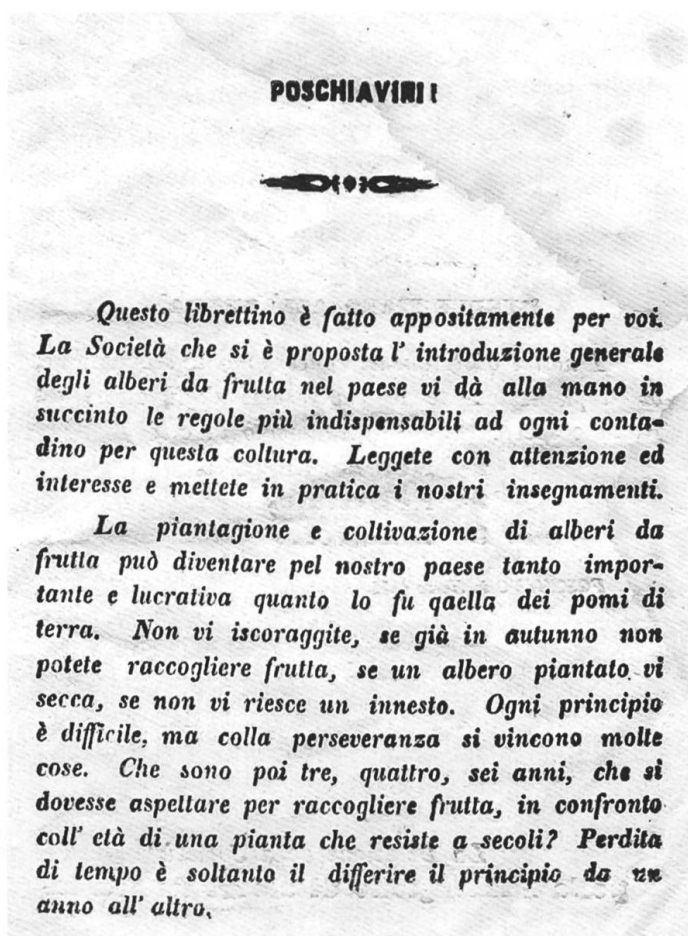 POSCHIAVINI!
Questo librettino è fatto appositamente per voi.
La Società che si è proposta l' introduzione generale
degli alberi da frutta nel paese vi dà alla mano in
succinto le regole più indispensabili ad ogni conta-
dino per questa coltura. Leggete con attenzione ed
interesse e mettete in pratica i nostri insegnamenti.
La piantagione e coltivazione di alberi da
frutta può diventare pel nostro paese tanto impor-
tante e lucrativa quanto lo fu qaella dei pomi di
terra. Non vi iscoraggite, se già in autunno non
potete raccogliere frutta, se un albero piantato vi
secca, se non vi riesce un innesto. Ogni principio
è difficile, ma colla perseveranza si vincono molte
cose. Che sono poi tre, quattro, sei anni, che si
dovesse aspettare per raccogliere frutta, in confronto
coll' età di una pianta che resiste a secoli? Perdita
di tempo è soltanto il differire il principio da un
anno all' altro.